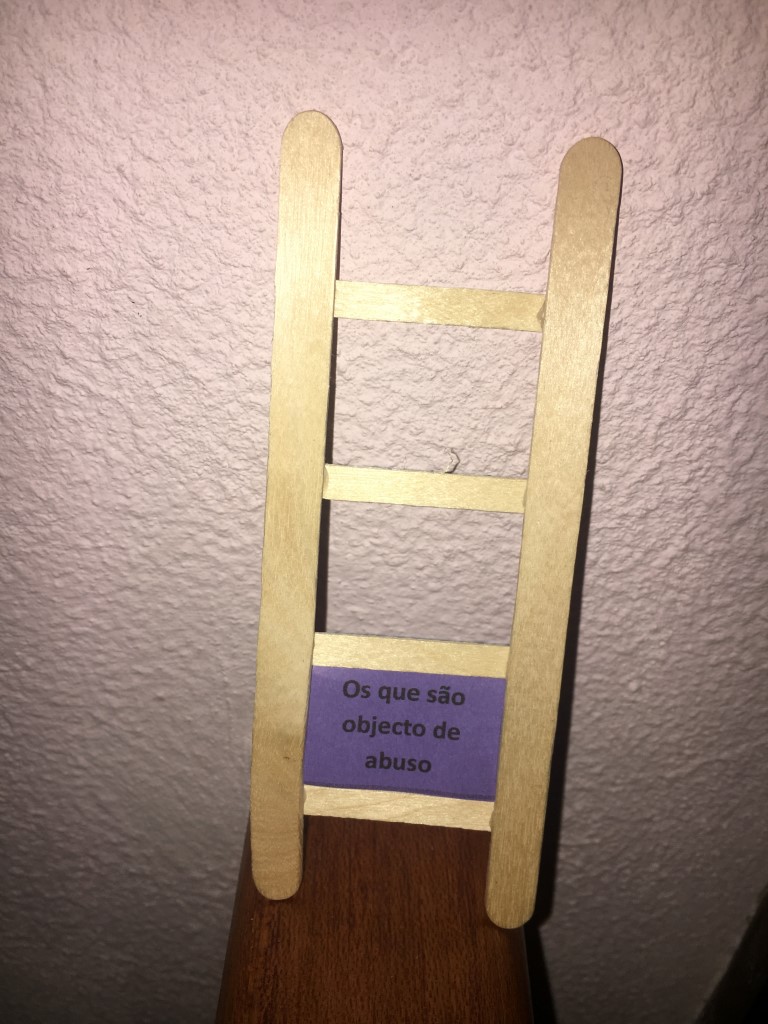 Os que são
objecto de
abuso